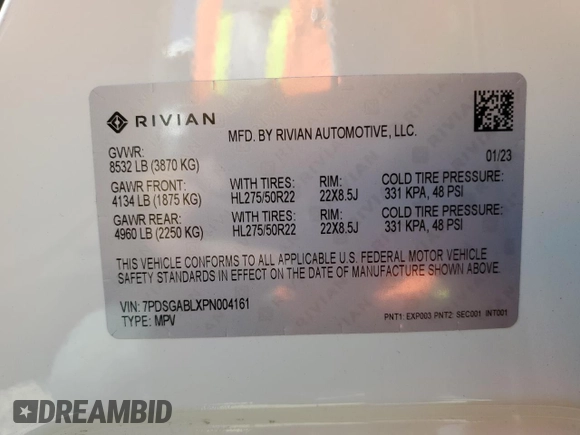 RIVIAN
MFD. BY RIVIAN AUTOMOTIVE, LLC.
GVWR:
8532 LB (3870 KG)
01/23
GAWR FRONT: WITH TIRES: RIM: COLD TIRE PRESSURE:
4134 LB (1875 KG) HL275/50R22 22X8.5J 331 KPA, 48 PSI
GAWR REAR: WITH TIRES: RIM: COLD TIRE PRESSURE:
4960 LB (2250 KG) HL275/50R22 22X8.5J 331 KPA, 48 PSI
THIS VEHICLE CONFORMS TO ALL APPLICABLE U.S. FEDERAL MOTOR VEHICLE
SAFETY STANDARDS IN EFFECT ON THE DATE OF MANUFACTURE SHOWN ABOVE.
VIN: 7PDSGABLXPN004161
TYPE: MPV
PNT1: EXP003 PNT2: SEC001 INT001
DREAMBID